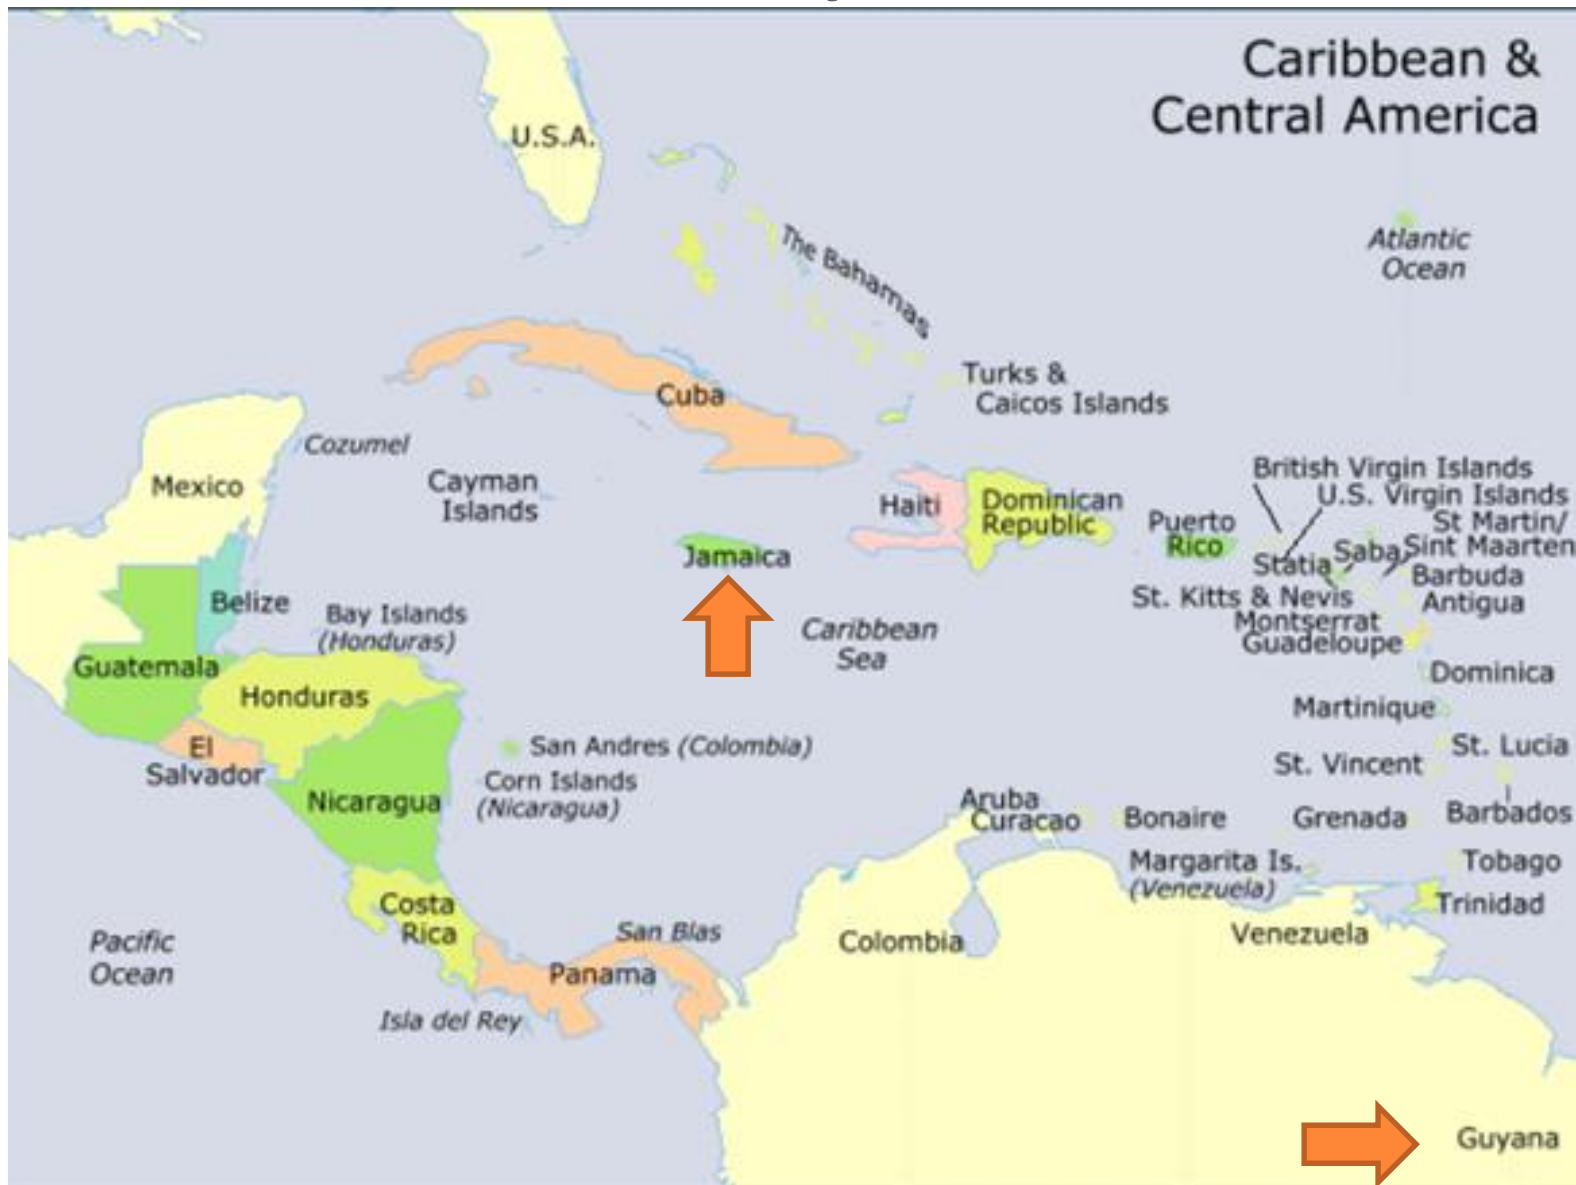 Caribbean &
Central America
U.S.A.
The Bahamas
Atlantic
Ocean
Turks &
Caicos Islands
Cuba
Cozumel
Mexico
Cayman
Islands
Haiti
Dominican
Republic
Puerto
Rico
British Virgin Islands
U.S. Virgin Islands
St Martin/
Sint Maarten
Saba
Statia
Barbuda
Antigua
St. Kitts & Nevis
Montserrat
Guadeloupe
Jamaica
Belize
Bay Islands
(Honduras)
Caribbean
Sea
Guatemala
Honduras
Dominica
Martinique
El
Salvador
San Andres (Colombia)
St. Lucia
St. Vincent
Nicaragua
Corn Islands
(Nicaragua)
Aruba
Curacao
Bonaire
Grenada
Barbados
Margarita Is.
(Venezuela)
Tobago
Trinidad
Costa
Rica
San Blas
Colombia
Venezuela
Pacific
Ocean
Panama
Isla del Rey
Guyana